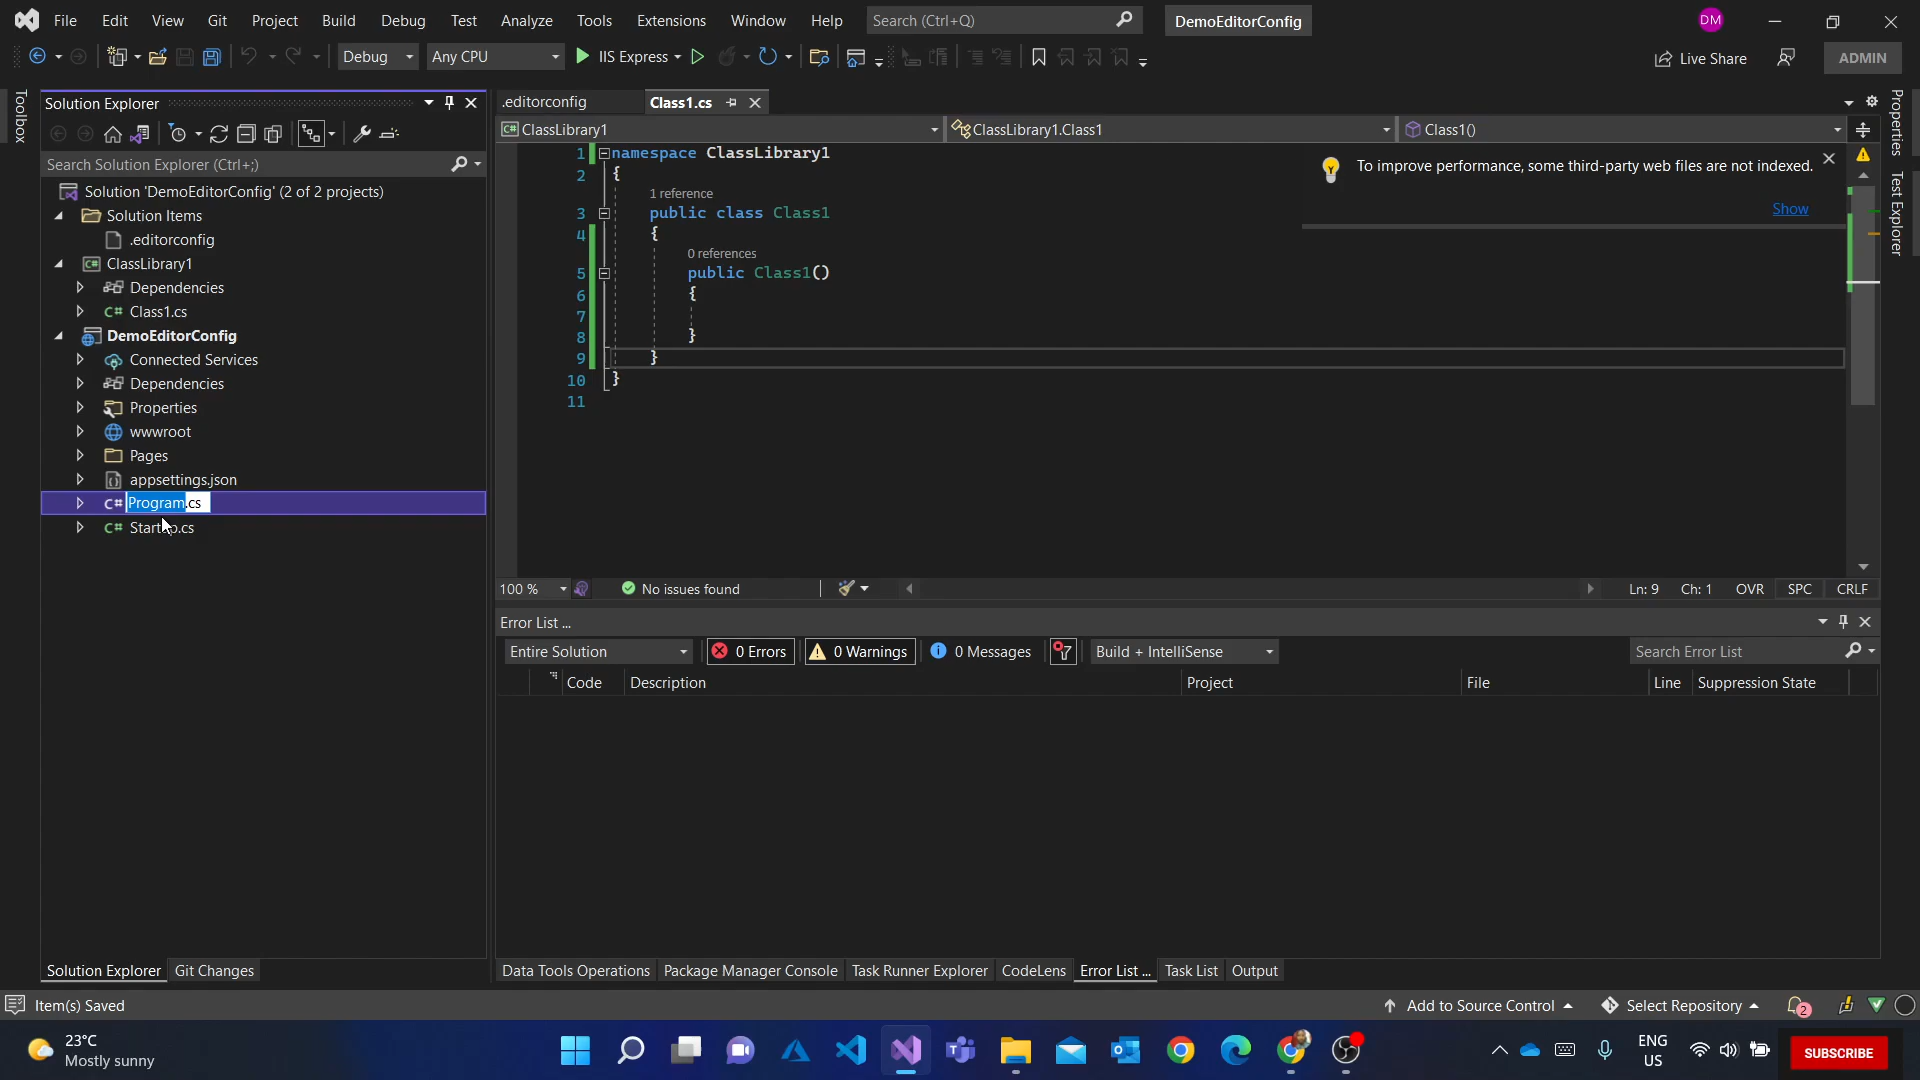 File Edit View Git Project Build Debug Test Analyze Tools Extensions Window Help Search (Ctrl+Q) DemoEditorConfig DM
Debug Any CPU IIS Express Live Share ADMIN
Toolbox
Solution Explorer
Search Solution Explorer (Ctrl+;)
Solution 'DemoEditorConfig' (2 of 2 projects)
Solution Items
.editorconfig
ClassLibrary1
Dependencies
C# Class1.cs
DemoEditorConfig
Connected Services
Dependencies
Properties
wwwroot
Pages
appsettings.json
C# Program.cs
C# Startup.cs
Solution Explorer Git Changes
.editorconfig Class1.cs
C# ClassLibrary1 ClassLibrary1.Class1 Class1()
1 namespace ClassLibrary1
2 {
1 reference
3 public class Class1
4 {
0 references
5 public Class1()
6 {
7
8 }
9 }
10 }
11
To improve performance, some third-party web files are not indexed.
Show
Properties
Test Explorer
100 % No issues found Ln: 9 Ch: 1 OVR SPC CRLF
Error List ...
Entire Solution 0 Errors 0 Warnings 0 Messages Build + IntelliSense Search Error List
Code Description Project File Line Suppression State
Data Tools Operations Package Manager Console Task Runner Explorer CodeLens Error List ... Task List Output
Item(s) Saved Add to Source Control Select Repository 2
23°C
Mostly sunny
ENG
US
SUBSCRIBE